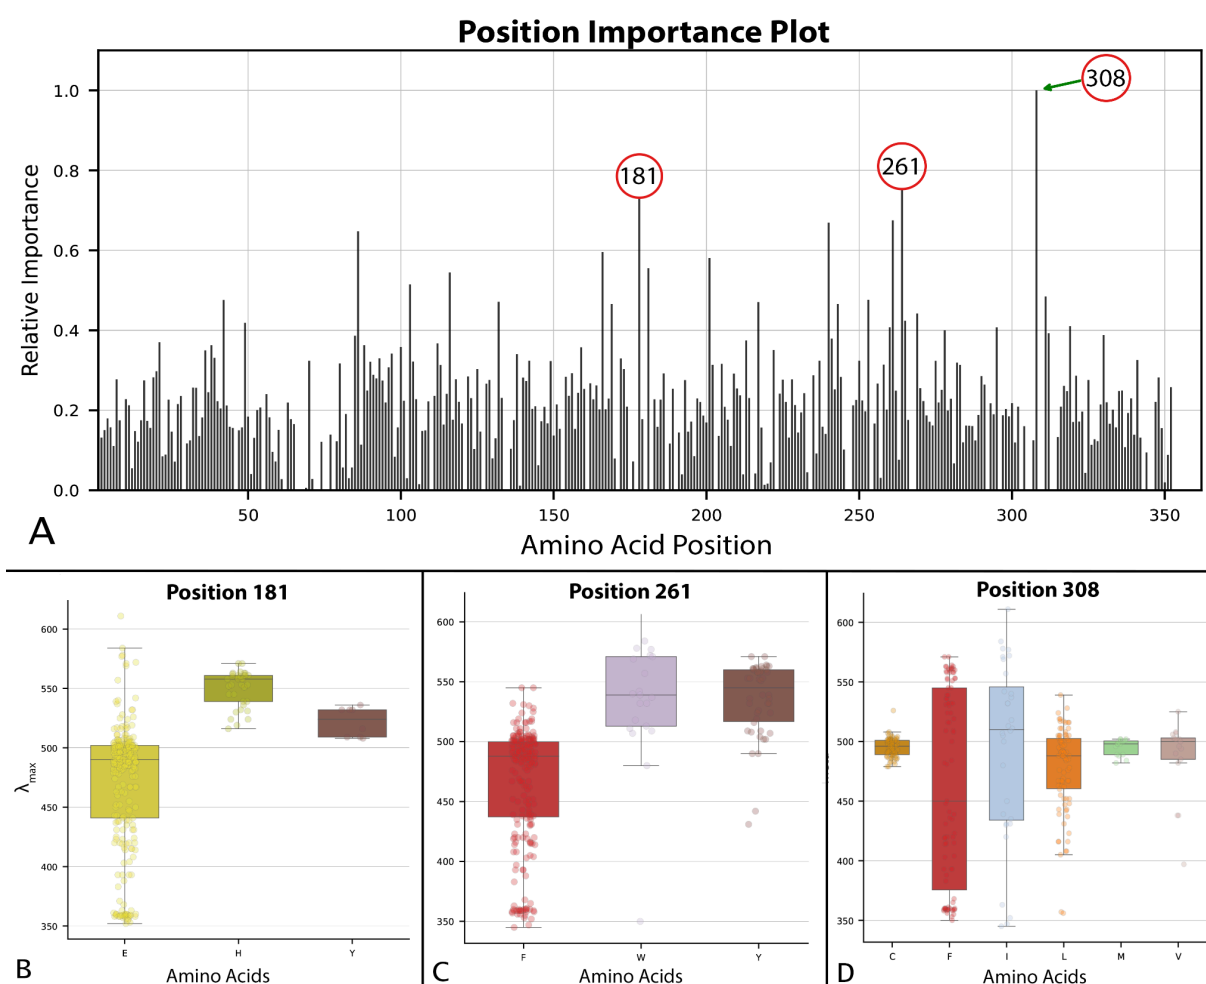 Position Importance Plot
308
1.0
261
181
0.8
Relative Importance
0.6
0.4
0.2
0.0
50 100 150 200 250 300 350
A
Amino Acid Position
Position 181
600
550
500
λmax
450
400
350
E H Y
B
Amino Acids
Position 261
600
550
500
450
400
350
F W Y
C
Amino Acids
Position 308
600
550
500
450
400
350
C F I L M V
D
Amino Acids